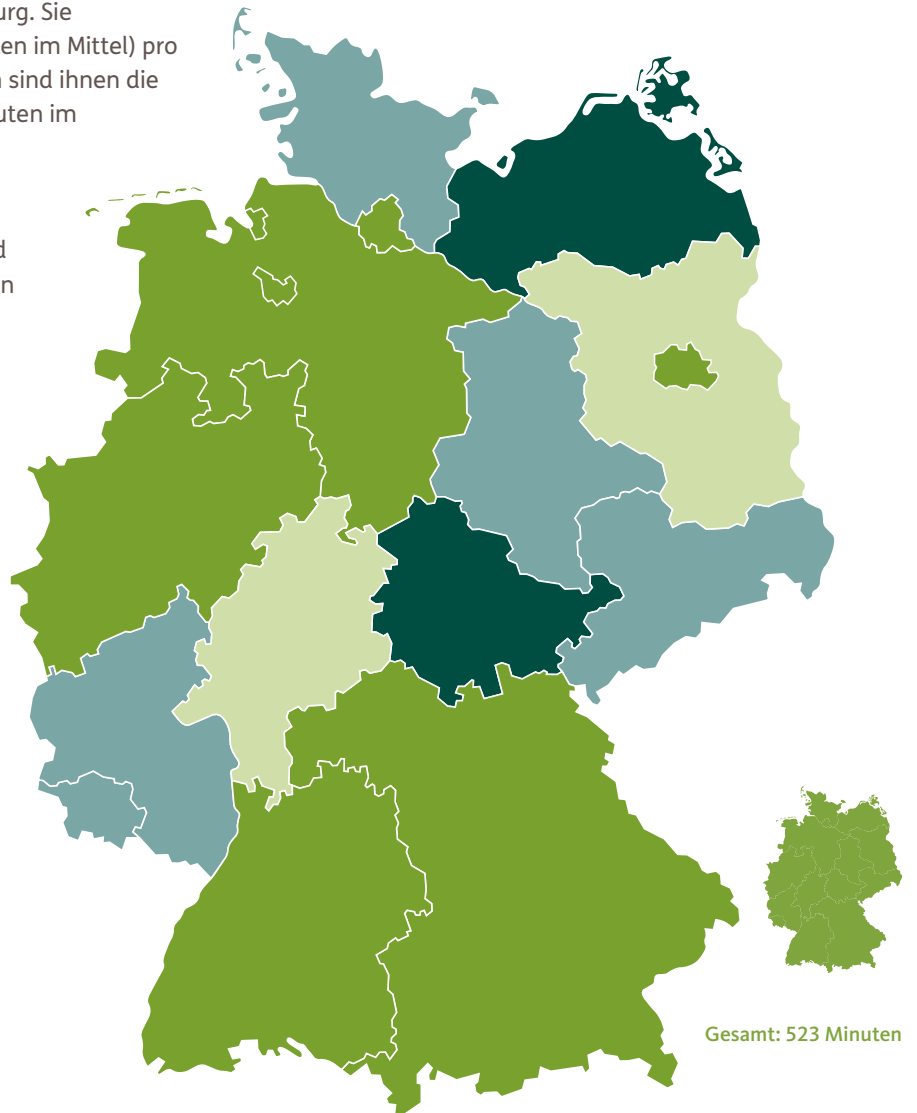 urg. Sie
en im Mittel) pro
sind ihnen die
uten im
d
n
Gesamt: 523 Minuten